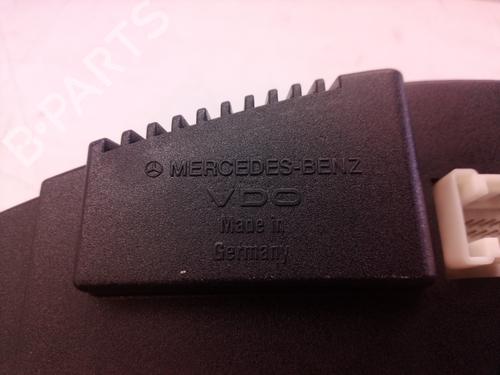 B-PARTS
MERCEDES-BENZ
VDO
Made in
Germany